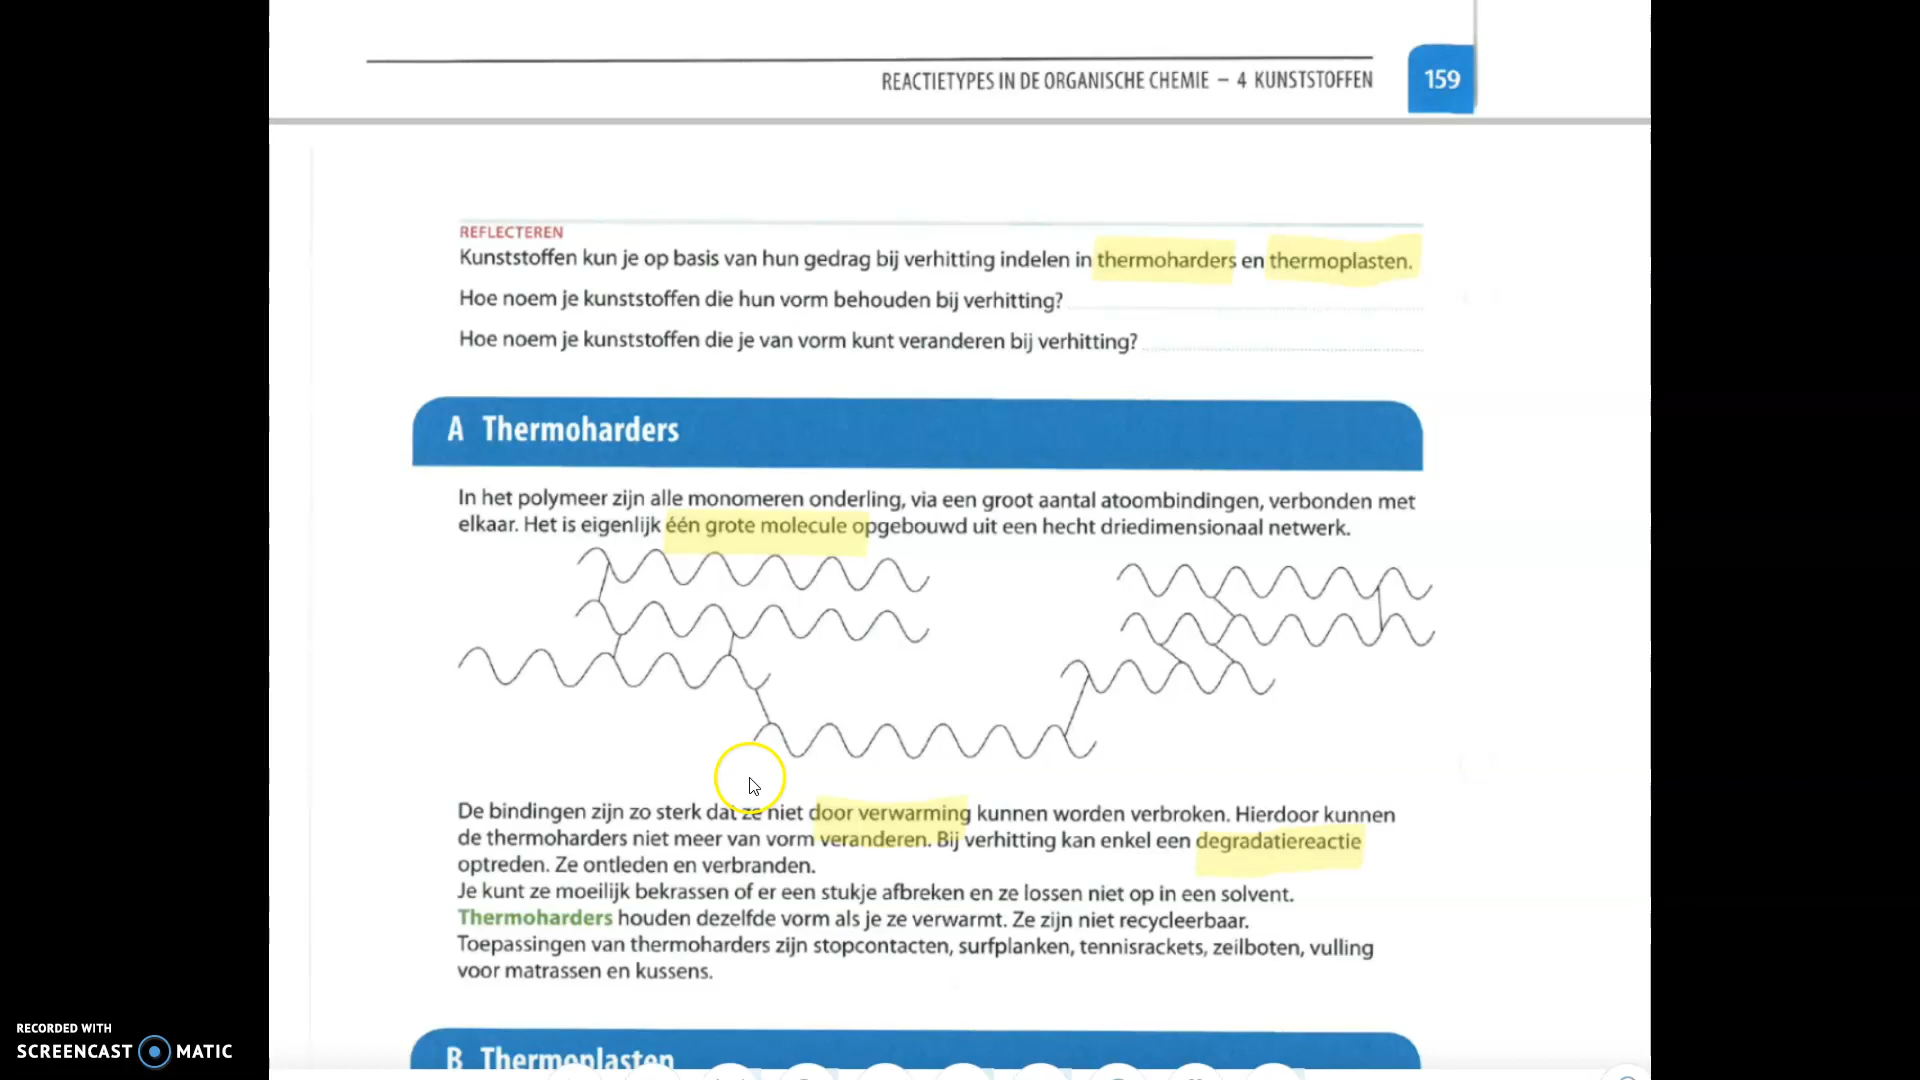 REACTIETYPES IN DE ORGANISCHE CHEMIE – 4 KUNSTSTOFFEN
159
REFLECTEREN
Kunststoffen kun je op basis van hun gedrag bij verhitting indelen in thermoharders en thermoplasten.
Hoe noem je kunststoffen die hun vorm behouden bij verhitting?
Hoe noem je kunststoffen die je van vorm kunt veranderen bij verhitting?
A Thermoharders
In het polymeer zijn alle monomeren onderling, via een groot aantal atoombindingen, verbonden met
elkaar. Het is eigenlijk één grote molecule opgebouwd uit een hecht driedimensionaal netwerk.
De bindingen zijn zo sterk dat ze niet door verwarming kunnen worden verbroken. Hierdoor kunnen
de thermoharders niet meer van vorm veranderen. Bij verhitting kan enkel een degradatiereactie
optreden. Ze ontleden en verbranden.
Je kunt ze moeilijk bekrassen of er een stukje afbreken en ze lossen niet op in een solvent.
Thermoharders houden dezelfde vorm als je ze verwarmt. Ze zijn niet recycleerbaar.
Toepassingen van thermoharders zijn stopcontacten, surfplanken, tennisrackets, zeilboten, vulling
voor matrassen en kussens.
B Thermoplasten
RECORDED WITH
SCREENCAST MATIC